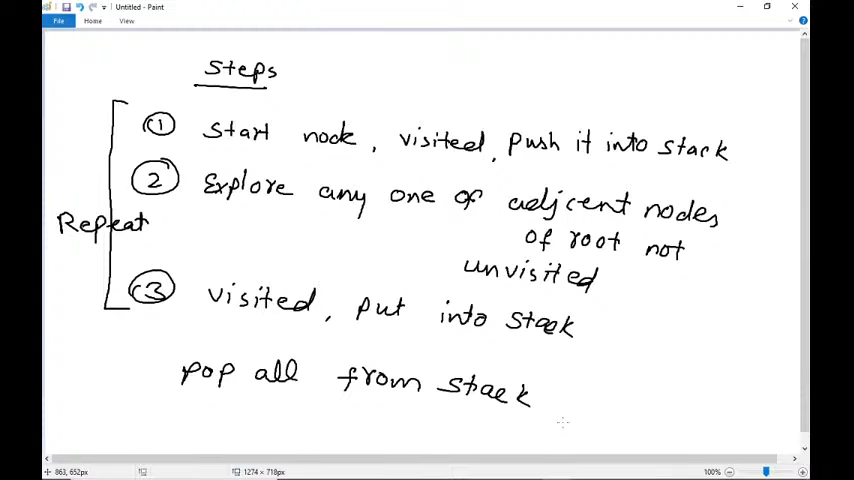 Untitled - Paint
File Home View
Steps
1 Start node, visited, push it into stack
2 Explore any one of adjcent nodes
of root not
unvisited
Repeat
3 visited, put into stack
pop all from stack
863, 652px 1274 × 718px 100%